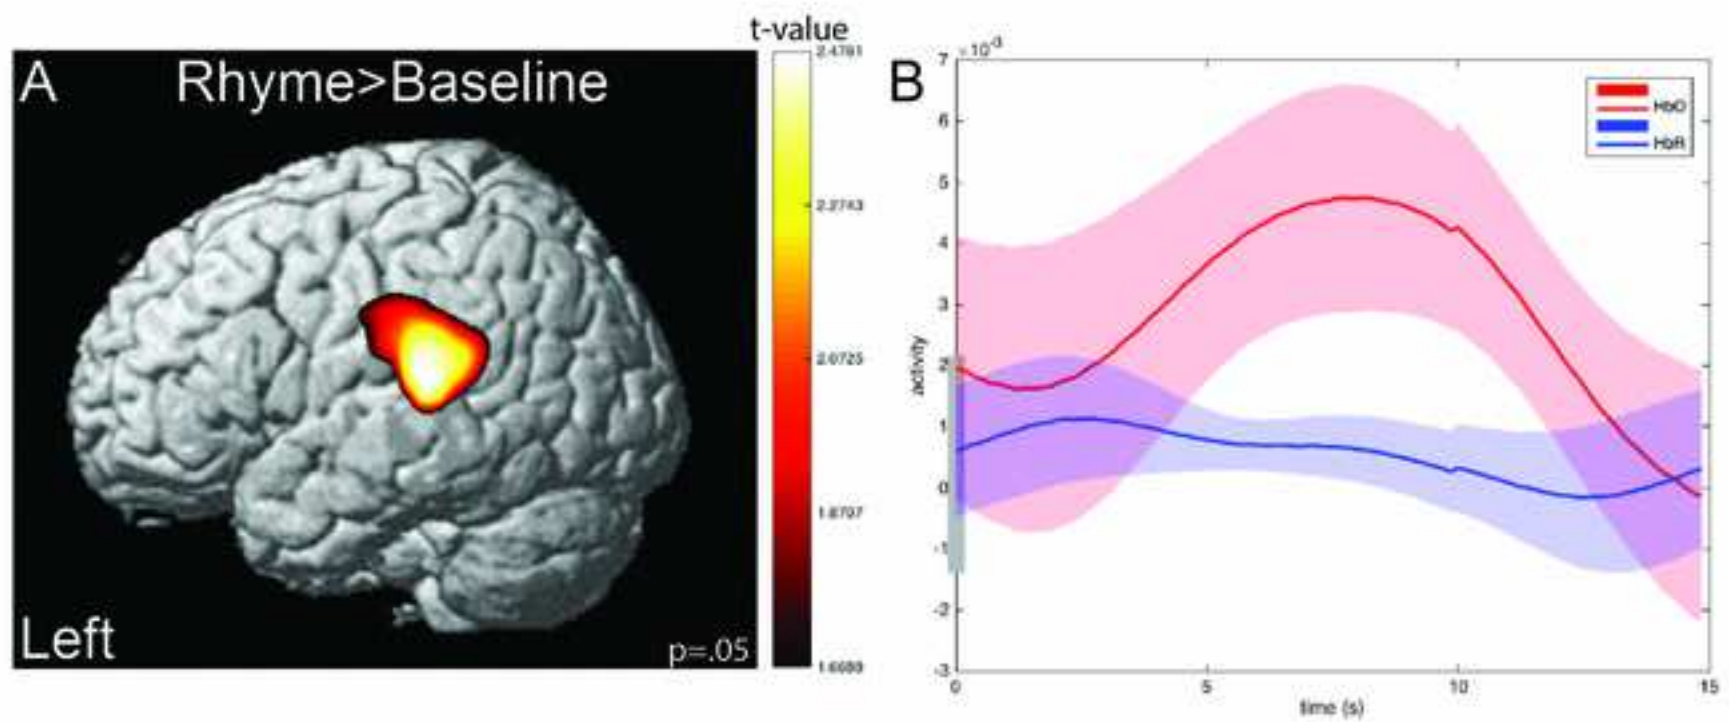 t-value
A
Rhyme>Baseline
2.4781
2.2743
2.0725
1.8797
1.6689
Left
p=.05
B
×10⁻³
7
6
5
4
3
2
1
0
-1
-2
-3
activity
0
5
10
15
time (s)
HbO
HbR